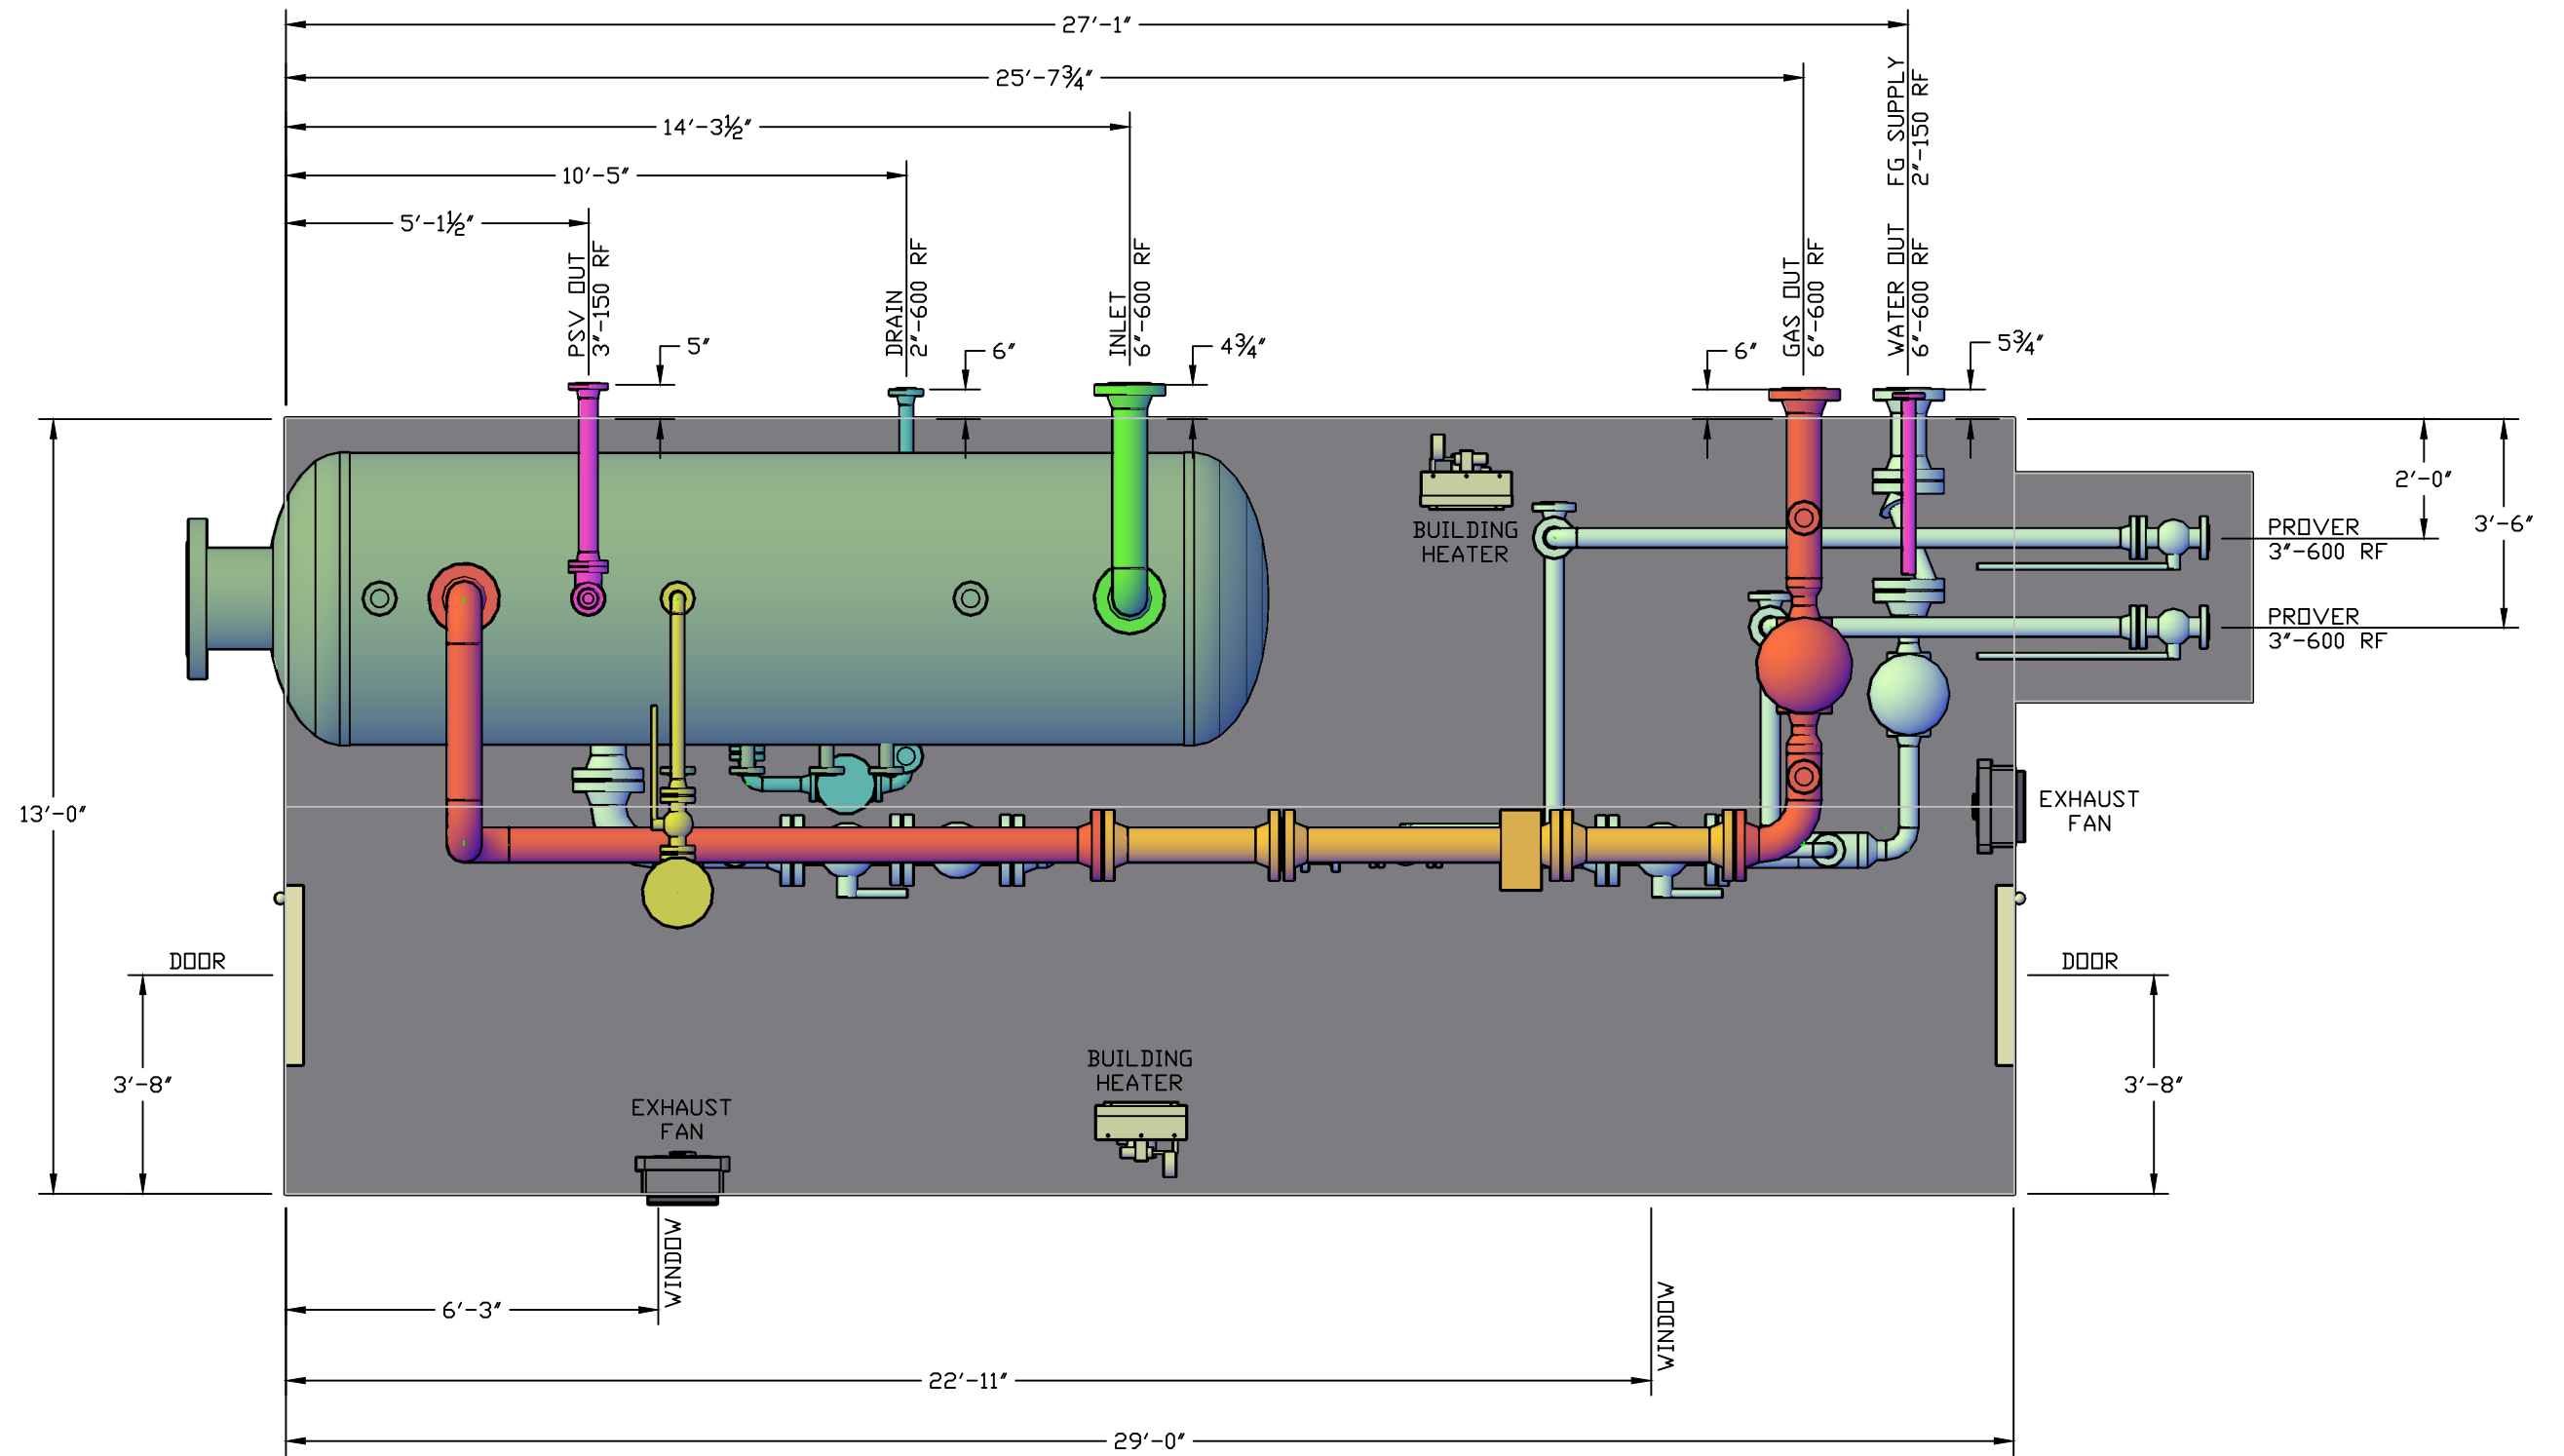 27'-1"
25'-7¾"
14'-3½"
10'-5"
5'-1½"
PSV OUT
3"-150 RF
DRAIN
2"-600 RF
INLET
6"-600 RF
GAS OUT
6"-600 RF
WATER OUT FG SUPPLY
6"-600 RF 2"-150 RF
5"
6"
4¾"
6"
5¾"
2'-0"
3'-6"
BUILDING
HEATER
PROVER
3"-600 RF
PROVER
3"-600 RF
13'-0"
EXHAUST
FAN
DOOR
DOOR
3'-8"
3'-8"
BUILDING
HEATER
EXHAUST
FAN
WINDOW
WINDOW
6'-3"
22'-11"
29'-0"